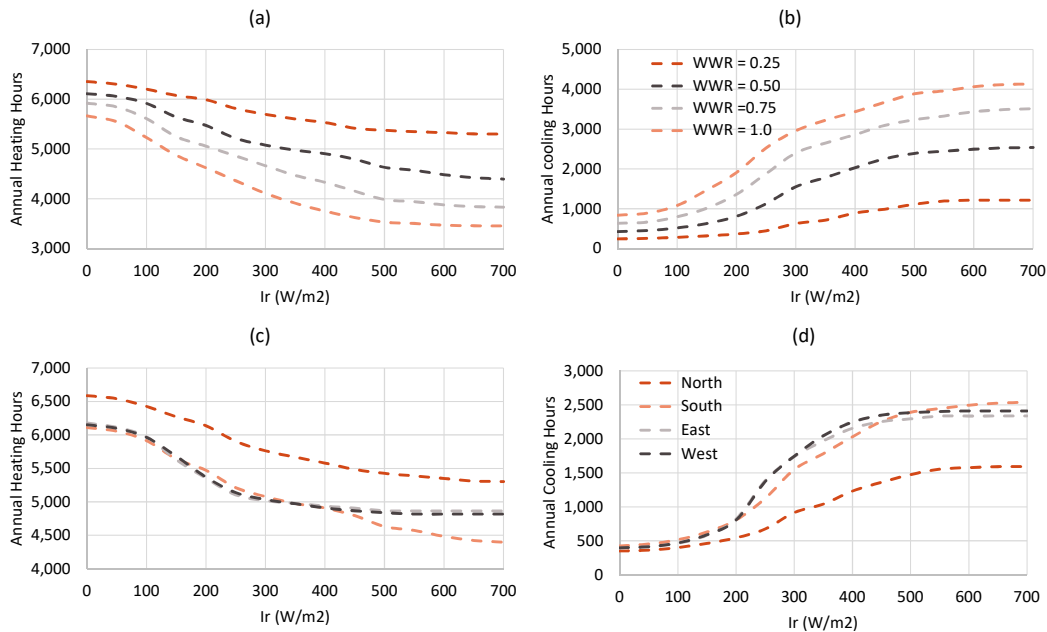 (a)
Annual Heating Hours
7,000
6,000
5,000
4,000
3,000
0 100 200 300 400 500 600 700
Ir (W/m2)
(b)
Annual cooling Hours
5,000
4,000
3,000
2,000
1,000
0
WWR = 0.25
WWR = 0.50
WWR =0.75
WWR = 1.0
0 100 200 300 400 500 600 700
Ir (W/m2)
(c)
Annual Heating Hours
7,000
6,500
6,000
5,500
5,000
4,500
4,000
0 100 200 300 400 500 600 700
Ir (W/m2)
(d)
Annual Cooling Hours
3,000
2,500
2,000
1,500
1,000
500
0
North
South
East
West
0 100 200 300 400 500 600 700
Ir (W/m2)